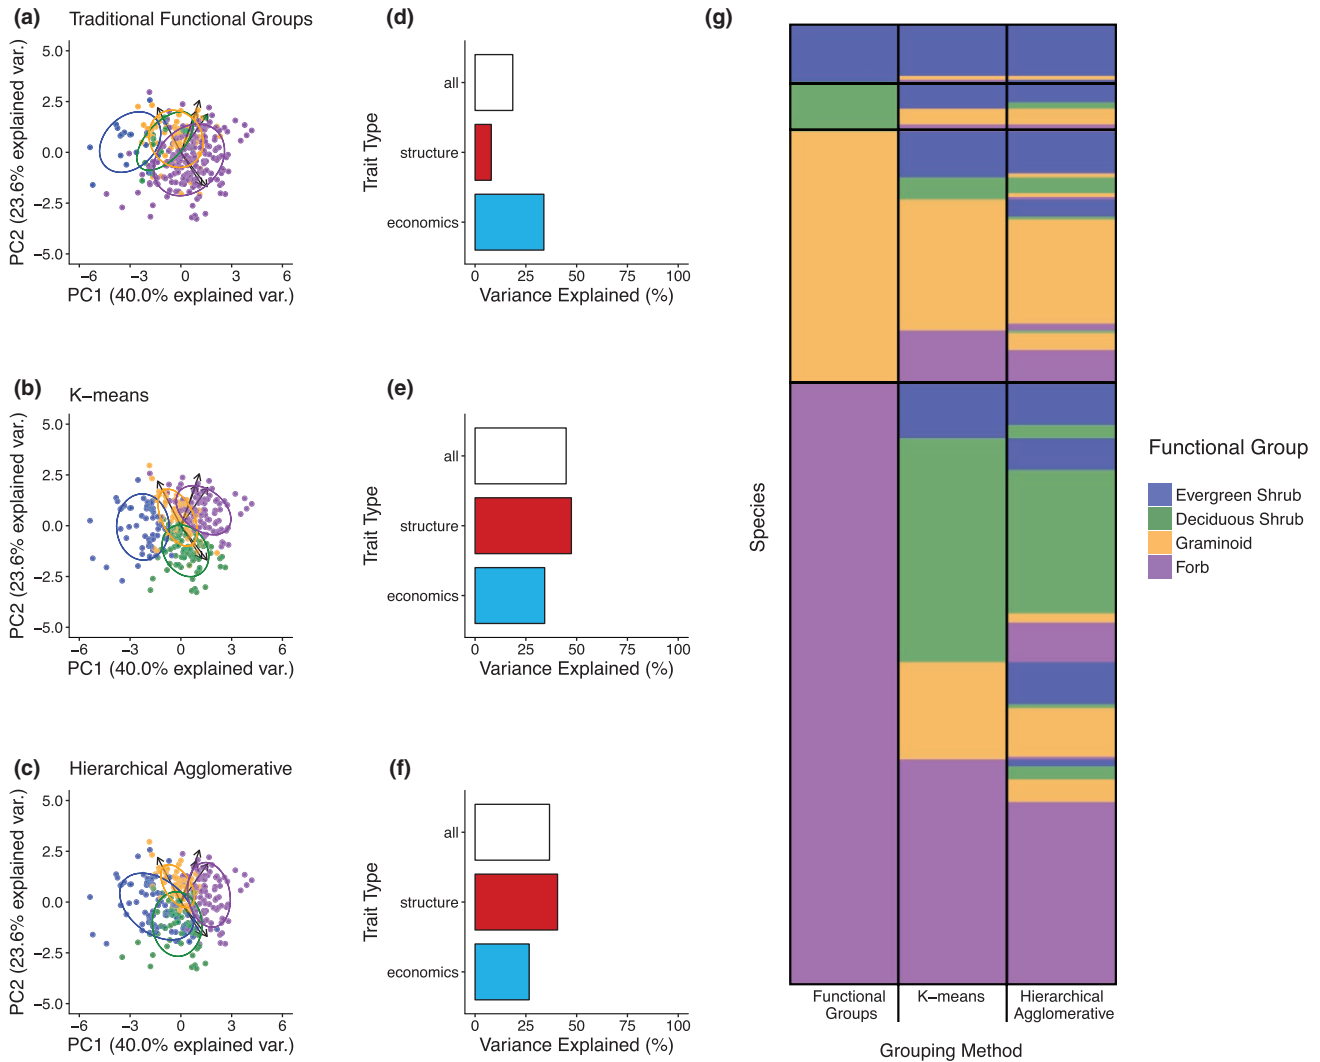 (a) Traditional Functional Groups
5.0
2.5
0.0
−2.5
−5.0
PC2 (23.6% explained var.)
−6 −3 0 3 6
PC1 (40.0% explained var.)
(d)
Trait Type
all
structure
economics
0 25 50 75 100
Variance Explained (%)
(b) K−means
5.0
2.5
0.0
−2.5
−5.0
PC2 (23.6% explained var.)
−6 −3 0 3 6
PC1 (40.0% explained var.)
(e)
Trait Type
all
structure
economics
0 25 50 75 100
Variance Explained (%)
(c) Hierarchical Agglomerative
5.0
2.5
0.0
−2.5
−5.0
PC2 (23.6% explained var.)
−6 −3 0 3 6
PC1 (40.0% explained var.)
(f)
Trait Type
all
structure
economics
0 25 50 75 100
Variance Explained (%)
(g)
Species
Functional
Groups
K−means
Hierarchical
Agglomerative
Grouping Method
Functional Group
Evergreen Shrub
Deciduous Shrub
Graminoid
Forb